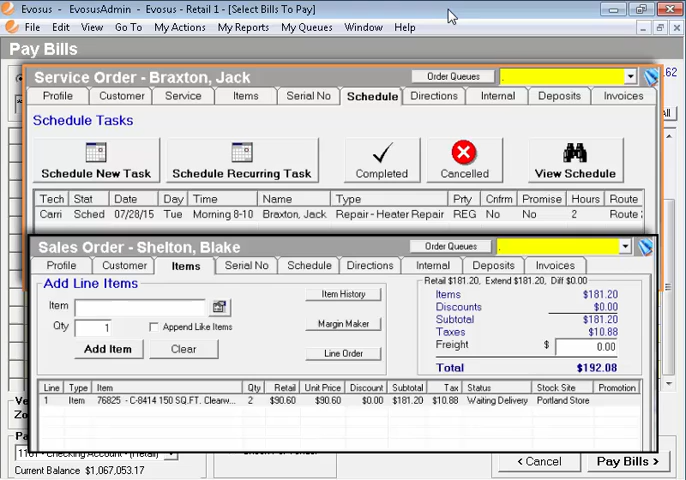 Evosus - EvosusAdmin - Evosus - Retail 1 - [Select Bills To Pay]
File Edit View Go To My Actions My Reports My Queues Window Help
Pay Bills
.62
Service Order - Braxton, Jack Order Queues
Profile Customer Service Items Serial No Schedule Directions Internal Deposits Invoices
Schedule Tasks
Schedule New Task Schedule Recurring Task Completed Cancelled View Schedule
Tech Stat Date Day Time Name Type Prty Cnfrm Promise Hours Route
Carri Sched 07/28/15 Tue Morning 8-10 Braxton, Jack Repair - Heater Repair REG No No 2 Route
Sales Order - Shelton, Blake Order Queues
Profile Customer Items Serial No Schedule Directions Internal Deposits Invoices
Add Line Items
Item
Qty 1 Append Like Items
Add Item Clear
Item History
Margin Maker
Line Order
Retail $181.20, Extend $181.20, Diff $0.00
Items $181.20
Discounts $0.00
Subtotal $181.20
Taxes $10.88
Freight $ 0.00
Total $192.08
Line Type Item Qty Retail Unit Price Discount Subtotal Tax Status Stock Site Promotion
1 Item 76825 - C-8414 150 SQ.FT. Clearw... 2 $90.60 $90.60 $0.00 $181.20 $10.88 Waiting Delivery Portland Store
Current Balance $1,067,053.17
< Cancel Pay Bills >